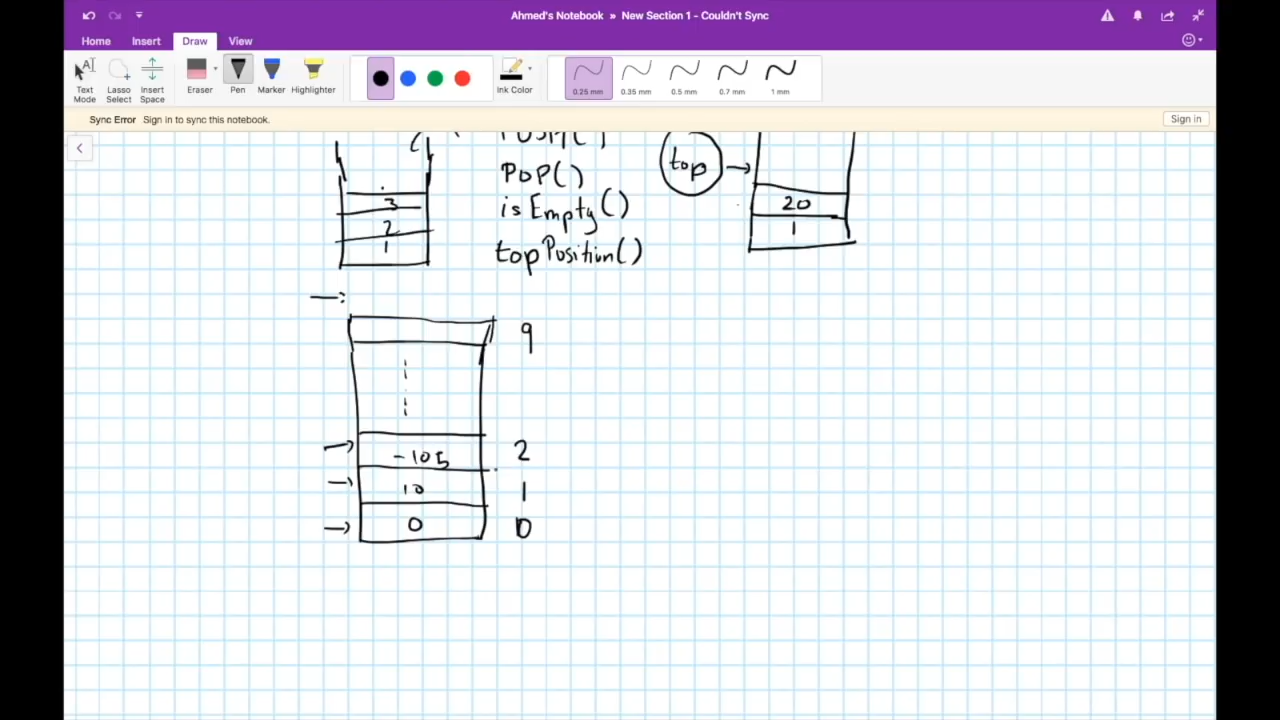 Ahmed's Notebook » New Section 1 - Couldn't Sync
Home Insert Draw View
Text Mode
Lasso Select
Insert Space
Eraser
Pen
Marker
Highlighter
Ink Color
0.25 mm
0.35 mm
0.5 mm
0.7 mm
1 mm
Sync Error Sign in to sync this notebook.
Sign in
PUSH( )
POP()
isEmpty()
topPosition()
3
2
1
top
20
1
9
-105 2
10 1
0 0